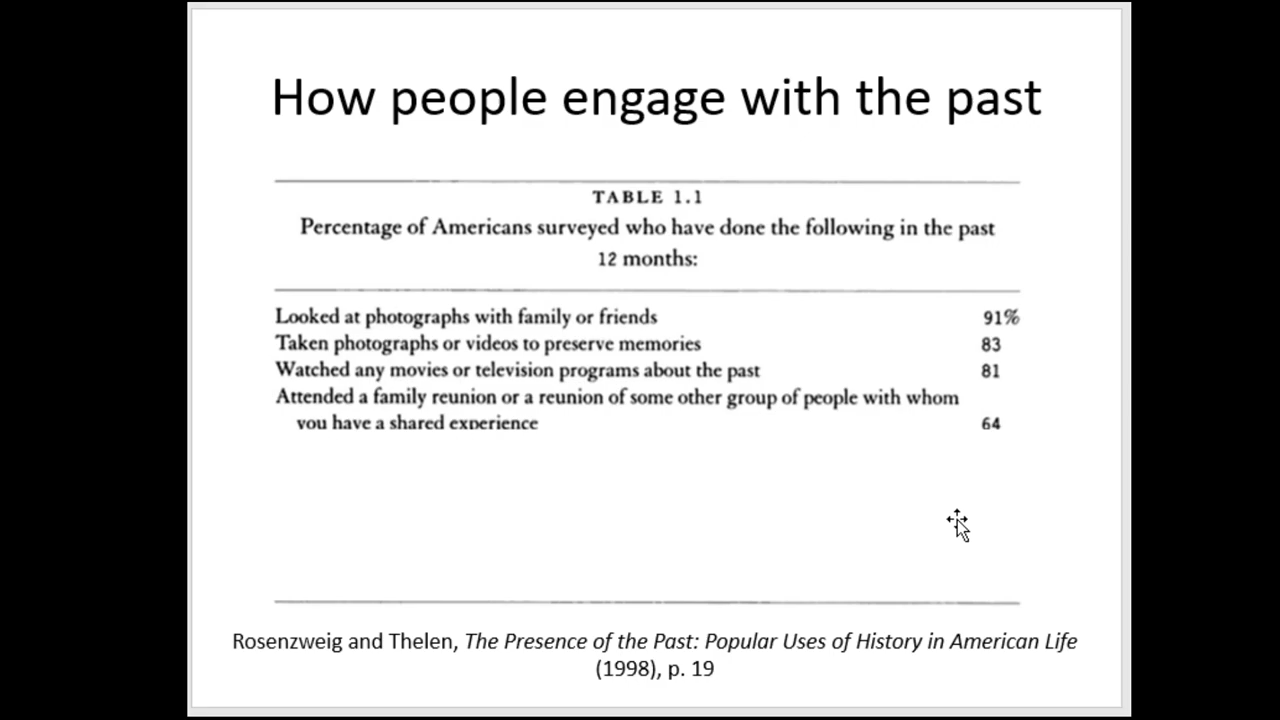 How people engage with the past
TABLE 1.1
Percentage of Americans surveyed who have done the following in the past
12 months:
Looked at photographs with family or friends 91%
Taken photographs or videos to preserve memories 83
Watched any movies or television programs about the past 81
Attended a family reunion or a reunion of some other group of people with whom
you have a shared experience 64
Rosenzweig and Thelen, The Presence of the Past: Popular Uses of History in American Life
(1998), p. 19